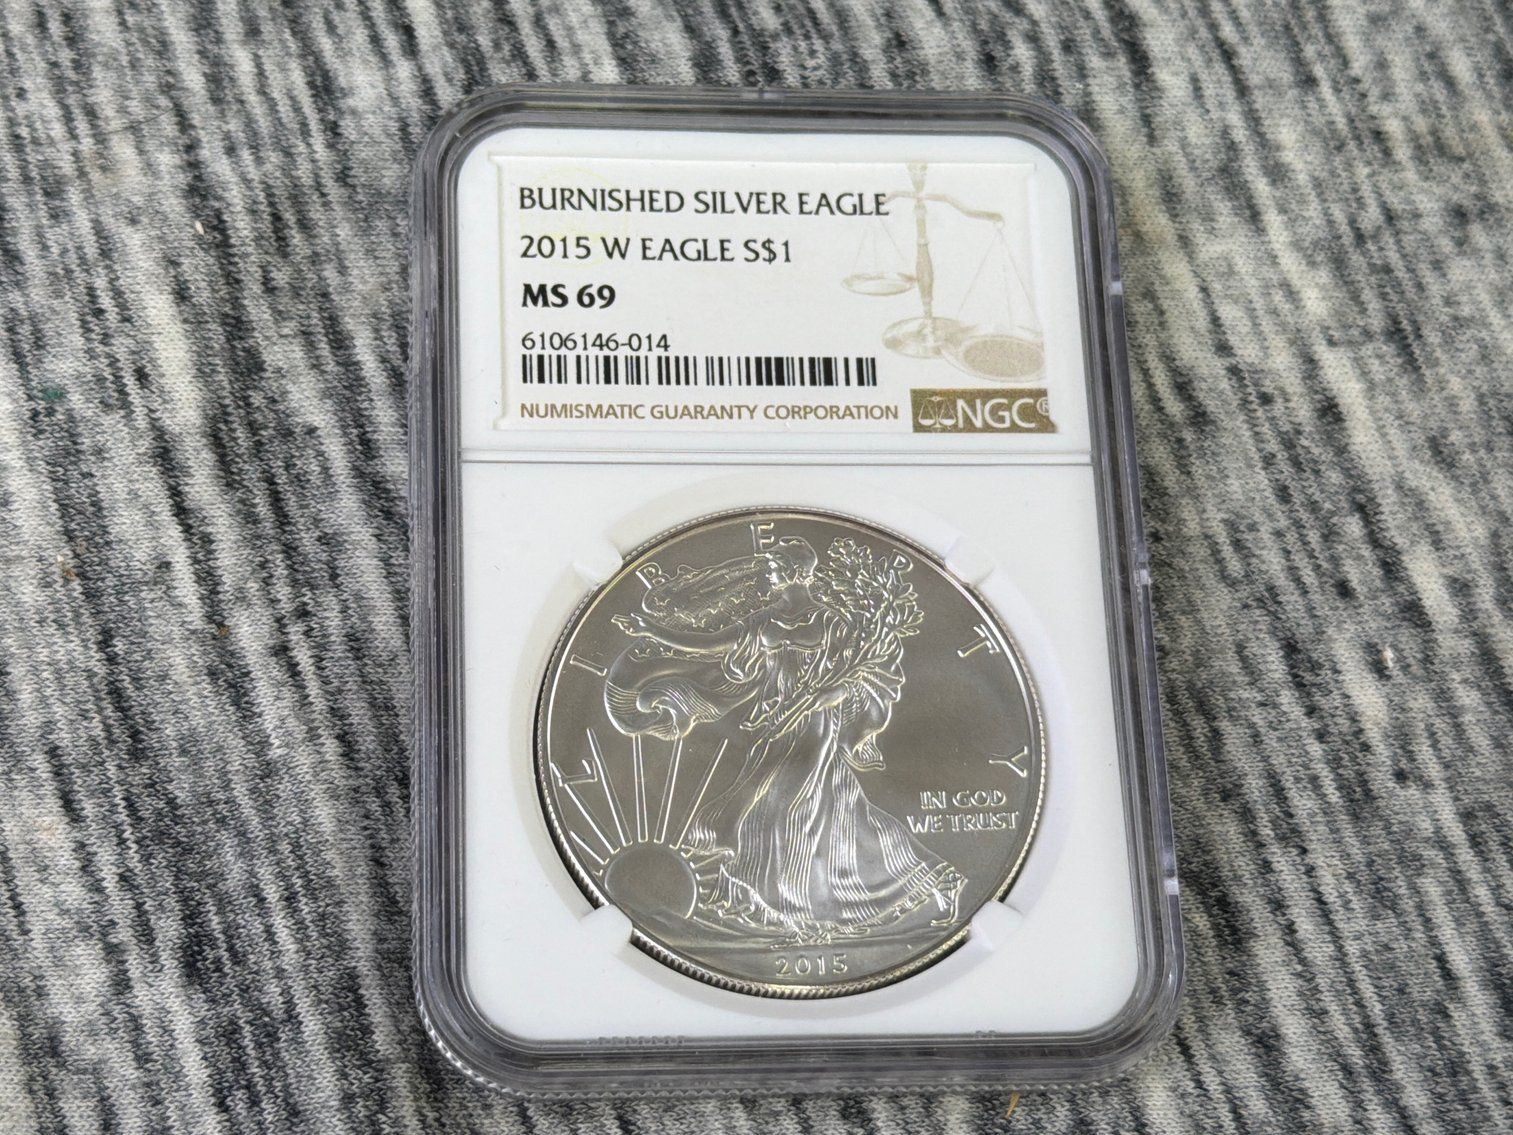 BURNISHED SILVER EAGLE
2015 W EAGLE S$1
MS 69
6106146-014
NUMISMATIC GUARANTY CORPORATION
NGC®
LIBERTY
IN GOD
WE TRUST
2015